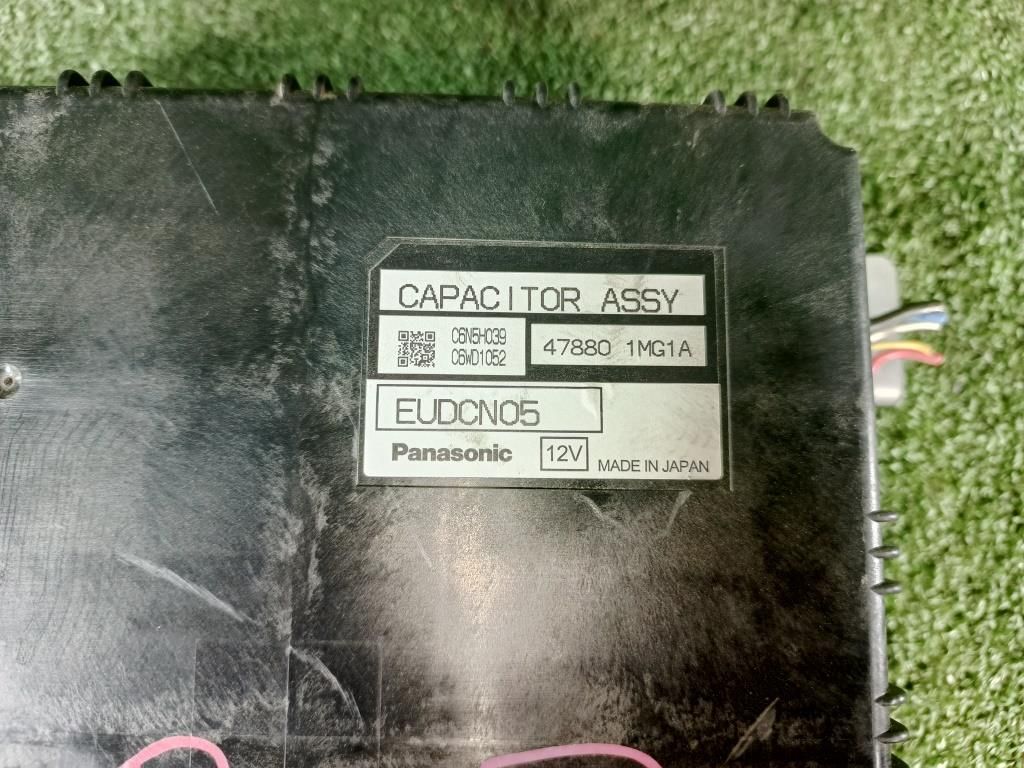 CAPACITOR ASSY
C6N5H039
C6WD1052
47880 1MG1A
EUDCN05
Panasonic 12V MADE IN JAPAN